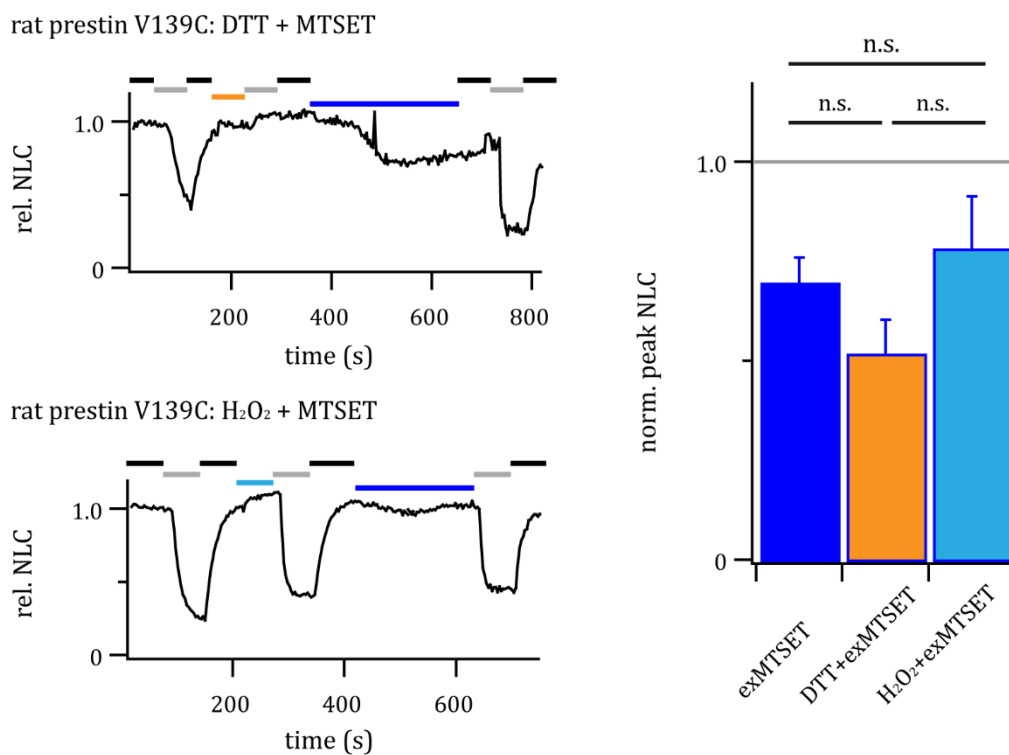 rat prestin V139C: DTT + MTSET
rel. NLC
1.0
0
200
400
600
800
time (s)
rat prestin V139C: H₂O₂ + MTSET
rel. NLC
1.0
0
200
400
600
time (s)
n.s.
n.s.
n.s.
norm. peak NLC
1.0
0
exMTSET
DTT+exMTSET
H₂O₂+exMTSET